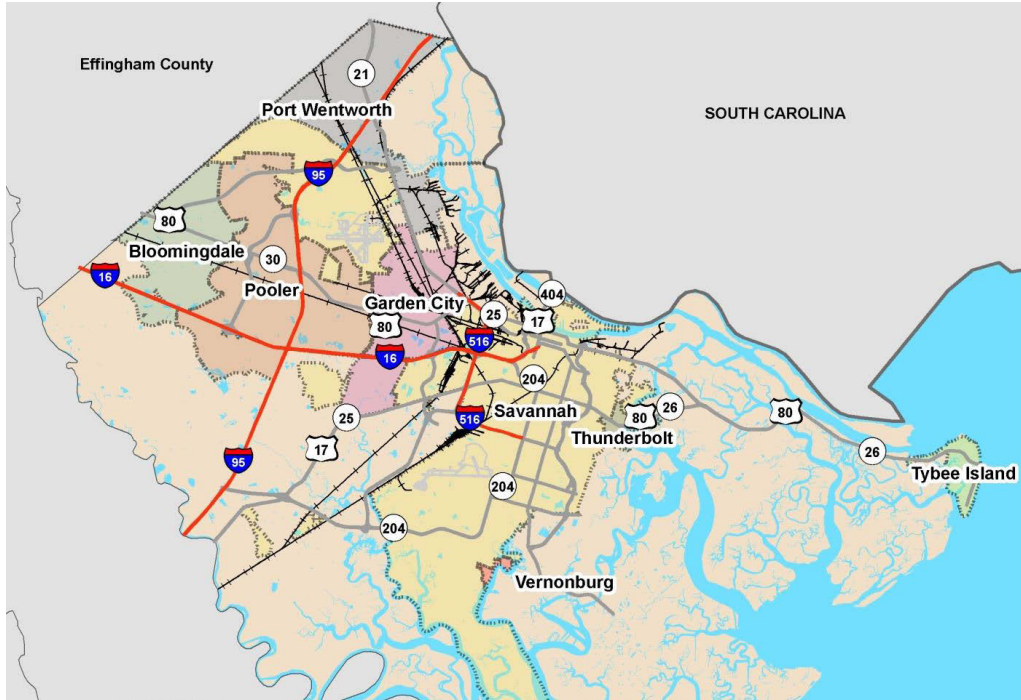 Effingham County
21
Port Wentworth
SOUTH CAROLINA
95
80
Bloomingdale
30
16
Pooler
404
Garden City
25
17
80
516
16
204
25
516
Savannah
26
80
80
Thunderbolt
17
26
95
Tybee Island
204
204
Vernonburg